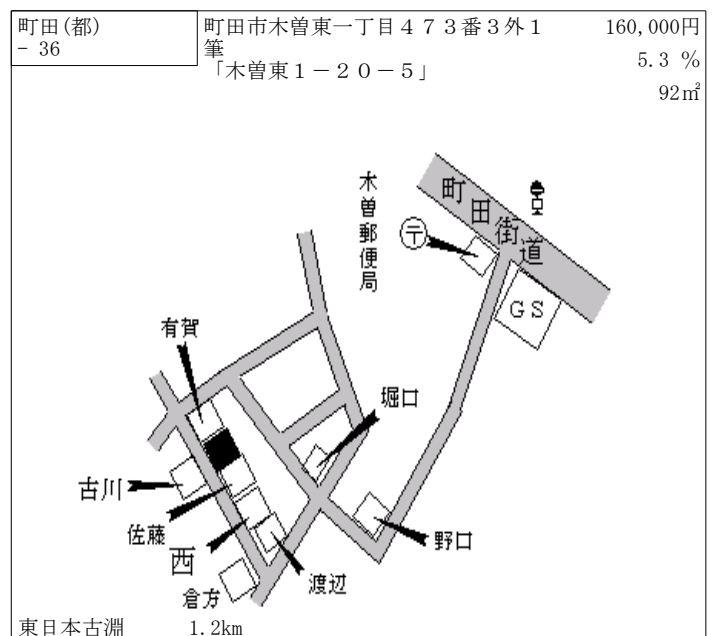 町田(都)
- 36
町田市木曽東一丁目４７３番３外１
筆
「木曽東１－２０－５」
160,000円
5.3 %
92㎡
木曽郵便局
〒
町田街道
GS
有賀
堀口
古川
佐藤
西
野口
渡辺
倉方
東日本古淵 1.2km